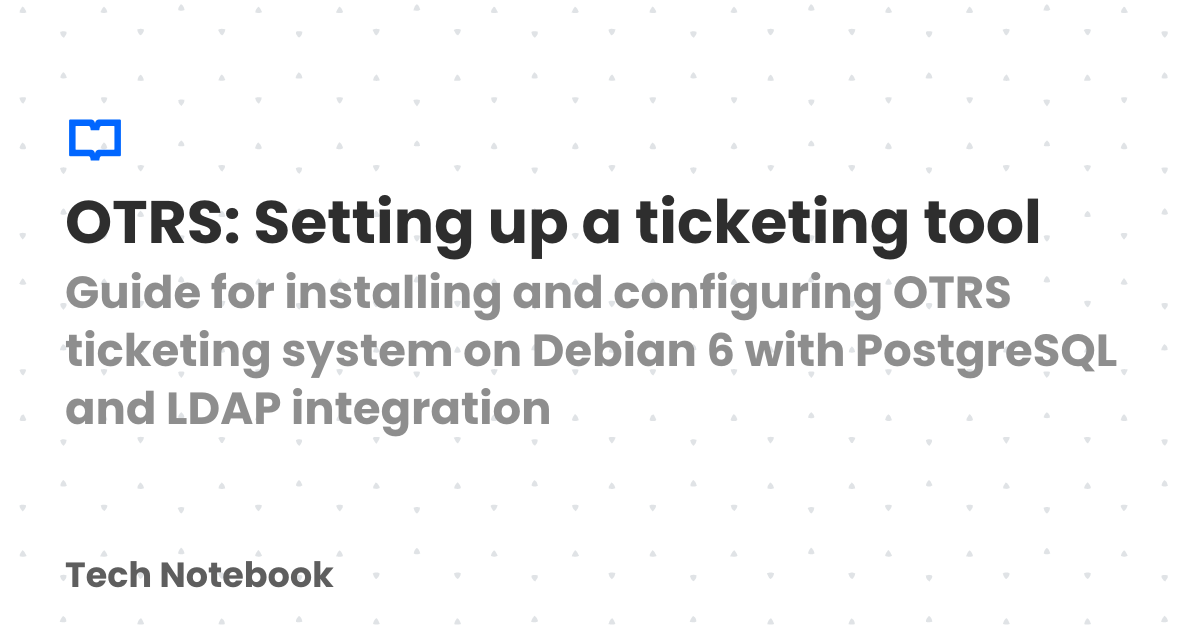 OTRS: Setting up a ticketing tool
Guide for installing and configuring OTRS
ticketing system on Debian 6 with PostgreSQL
and LDAP integration
Tech Notebook